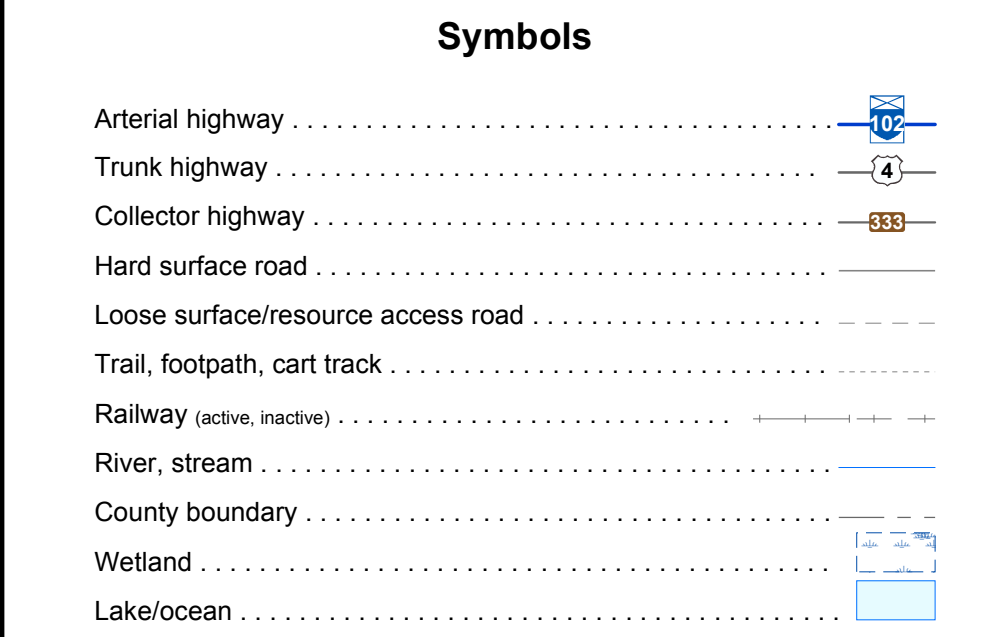 Symbols
Arterial highway . . . . . . . . . . . . . . . . . . . . . . . . . . . . . . . . . . . . . 102
Trunk highway . . . . . . . . . . . . . . . . . . . . . . . . . . . . . . . . . . . . . 4
Collector highway . . . . . . . . . . . . . . . . . . . . . . . . . . . . . . . . . . . 333
Hard surface road . . . . . . . . . . . . . . . . . . . . . . . . . . . . . . . . . . .
Loose surface/resource access road . . . . . . . . . . . . . . . . . . . .
Trail, footpath, cart track . . . . . . . . . . . . . . . . . . . . . . . . . . . . . .
Railway (active, inactive) . . . . . . . . . . . . . . . . . . . . . . . . . . .
River, stream . . . . . . . . . . . . . . . . . . . . . . . . . . . . . . . . . . . . . . .
County boundary . . . . . . . . . . . . . . . . . . . . . . . . . . . . . . . . . . . .
Wetland . . . . . . . . . . . . . . . . . . . . . . . . . . . . . . . . . . . . . . . . . . .
Lake/ocean . . . . . . . . . . . . . . . . . . . . . . . . . . . . . . . . . . . . . . . . .